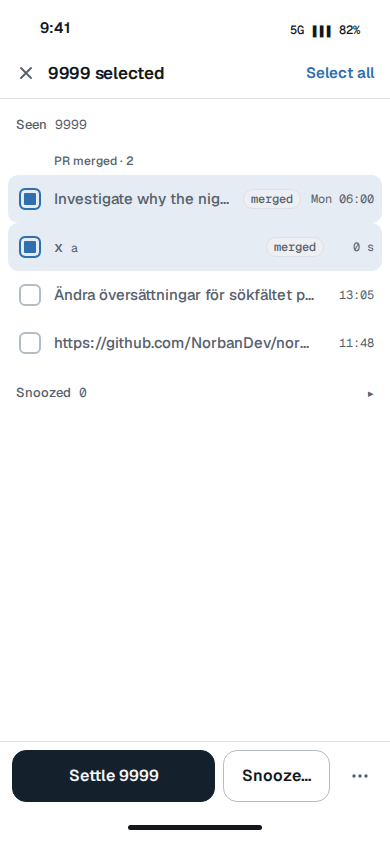 9:41 5G 82%
9999 selected Select all
Seen 9999
PR merged · 2
Investigate why the nig… merged Mon 06:00
x a merged 0 s
Ändra översättningar för sökfältet p… 13:05
https://github.com/NorbanDev/nor… 11:48
Snoozed 0
Settle 9999 Snooze…